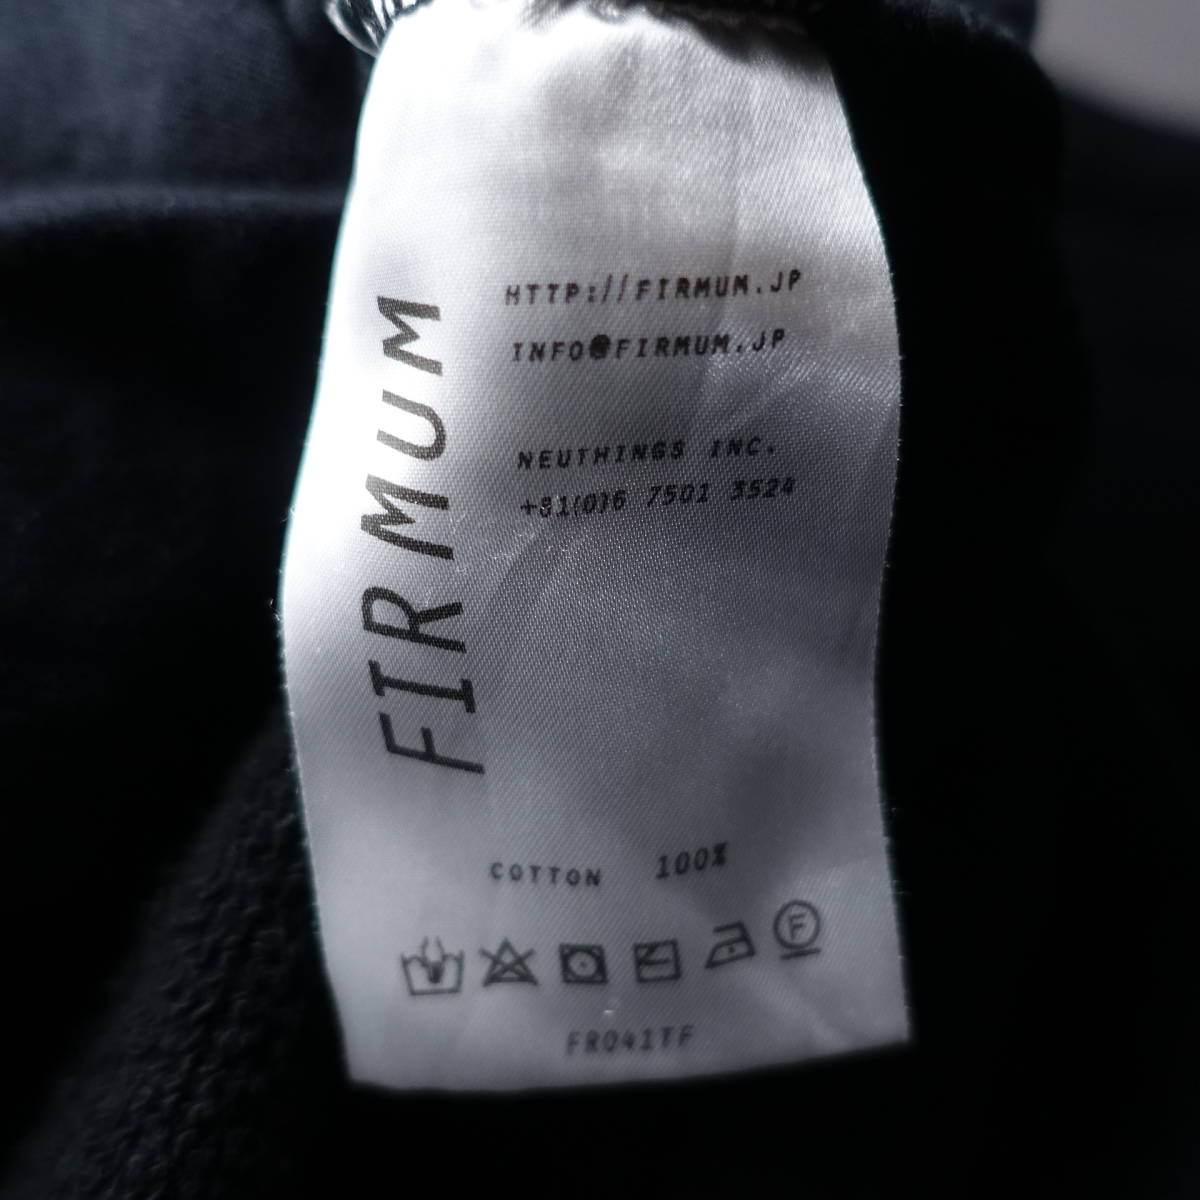 HTTP://FIRMUM.JP
INFO@FIRMUM.JP
NEUTHINGS INC.
+81(0)6 7501 3524
FIRMUM
COTTON 100%
F
FR041TF